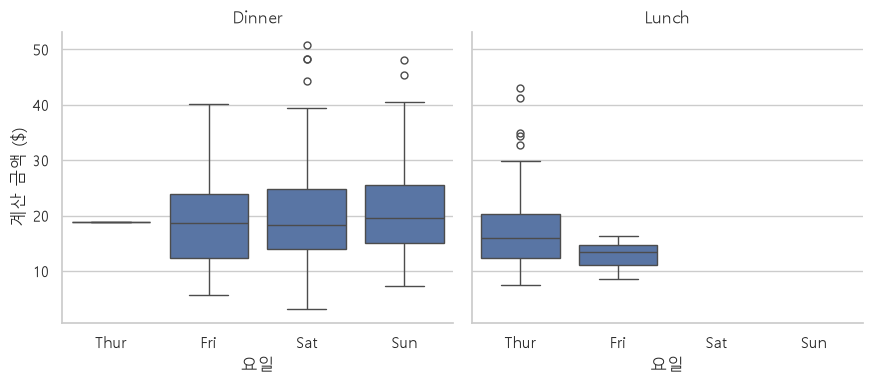 Dinner
Lunch
계산 금액 ($)
50
40
30
20
10
Thur Fri Sat Sun
요일
Thur Fri Sat Sun
요일